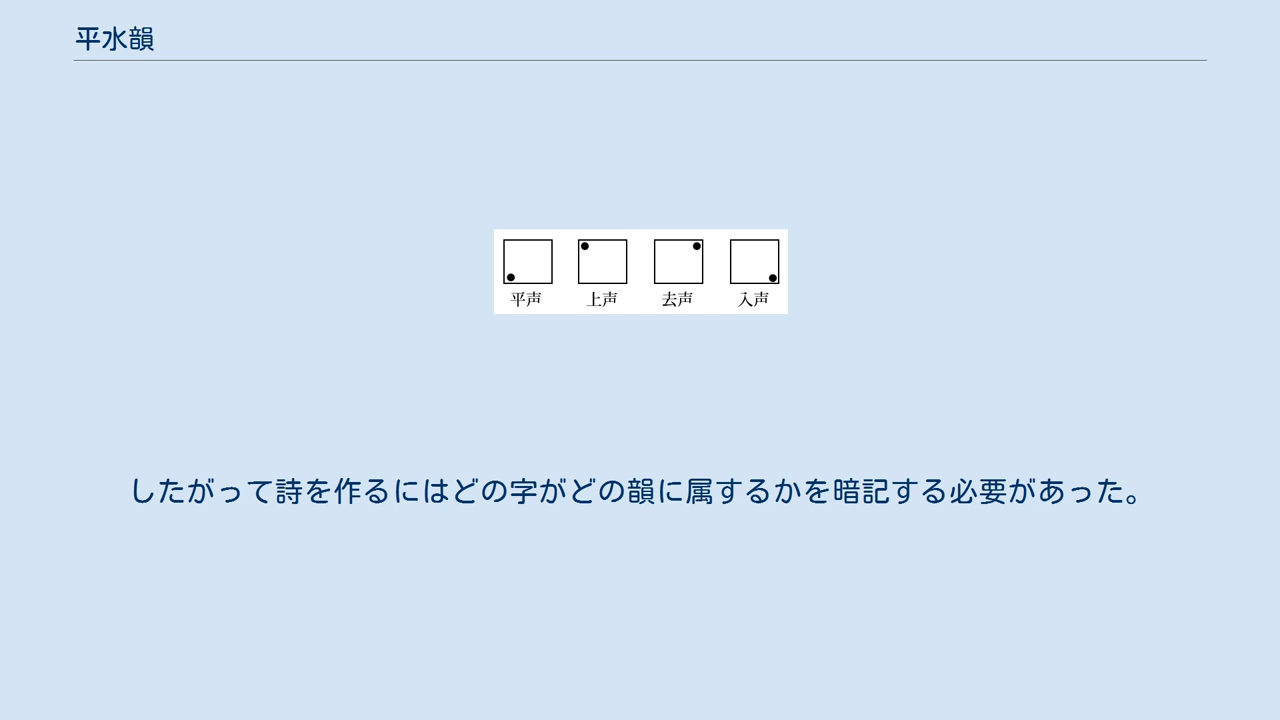 平水韻
平声 上声 去声 入声
したがって詩を作るにはどの字がどの韻に属するかを暗記する必要があった。